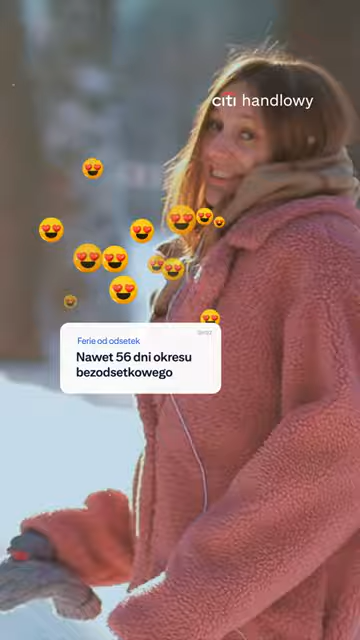 citi handlowy
Ferie od odsetek
Nawet 56 dni okresu
bezodsetkowego